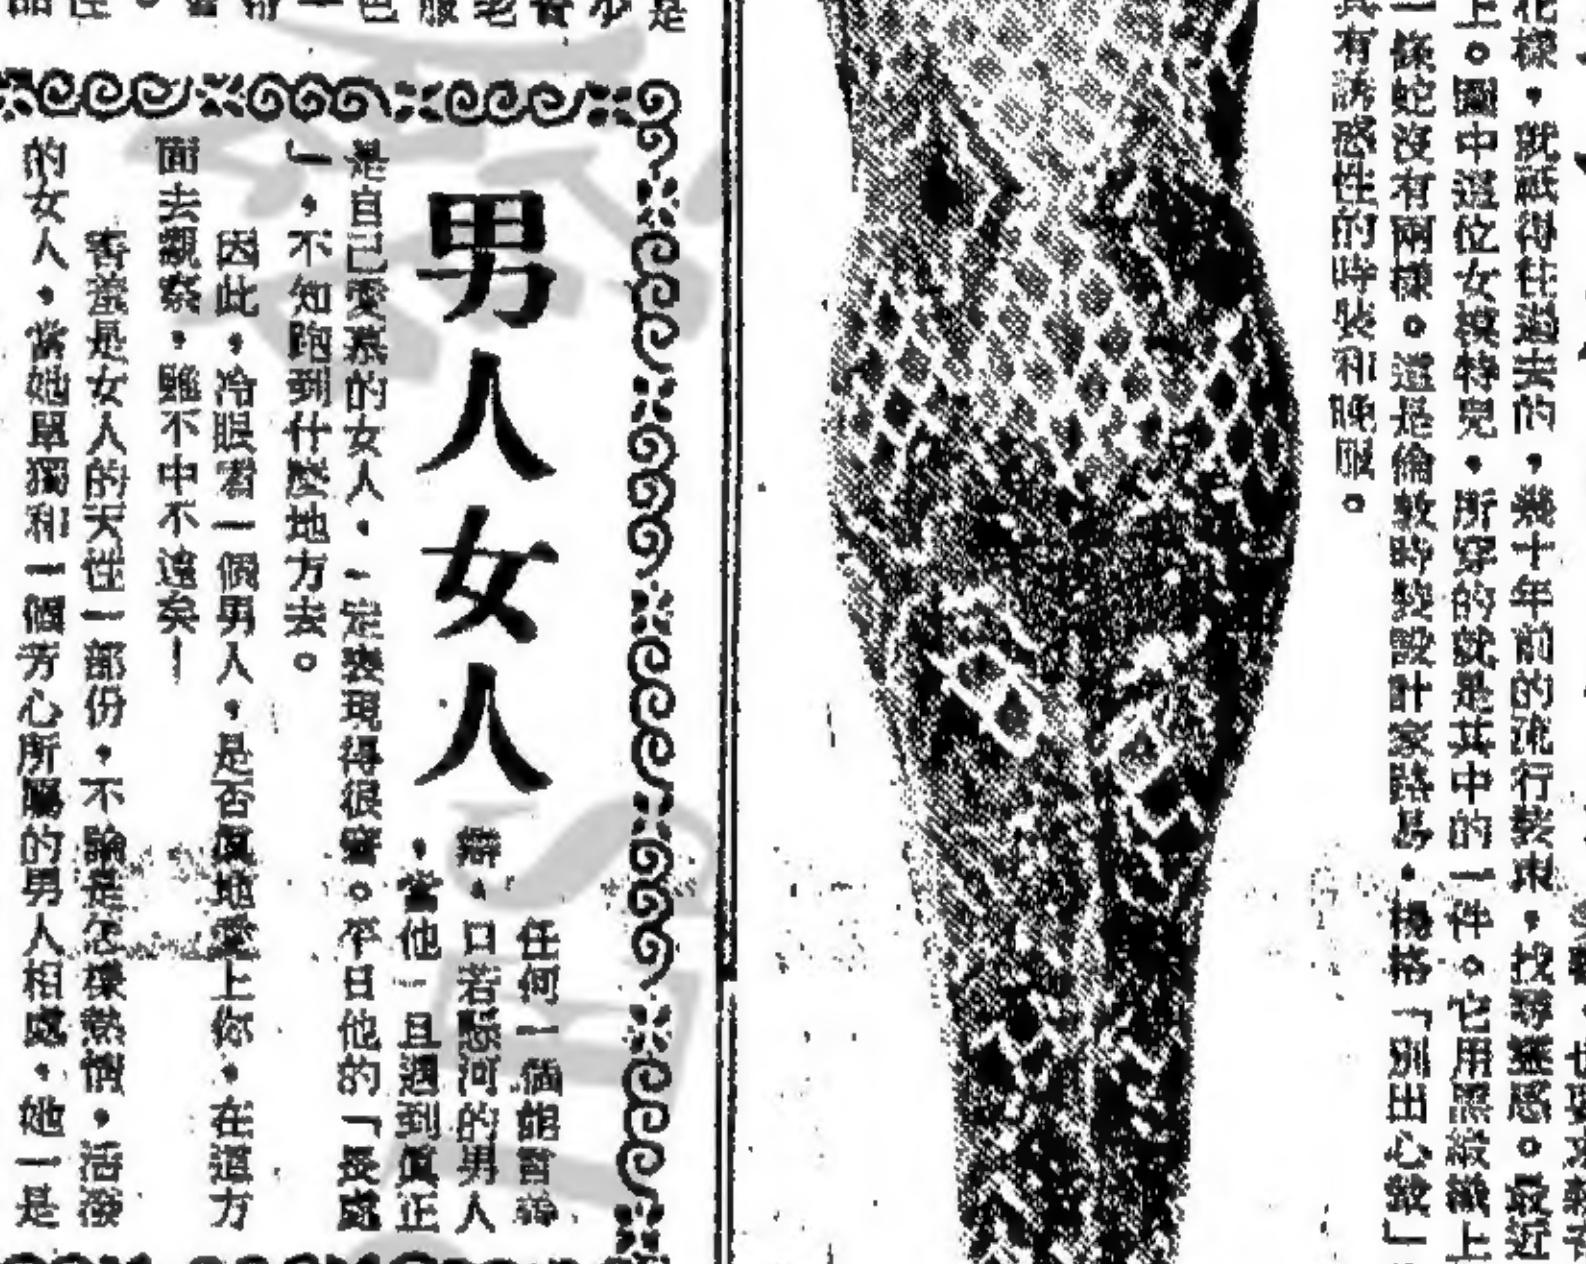 花樣,就祇得往過去的,幾十年前的流行裝束,找尋靈感。最近
上。圖中這位女模特兒,所穿的就是其中的一件。它用黑緞織上
一條蛇沒有兩樣。這是倫敦時裝設計家路易,楊格「別出心裁」
具有誘惑性的時裝和晚服。
男人女人
任何一個能言善
辯,口若懸河的男人
,當他一旦遇到眞正
是自己愛慕的女人,一定表現得很窘。平日他的「長處
」,不知跑到什麼地方去。
因此,冷眼看一個男人,是否眞地愛上你,在這方
面去觀察,雖不中不遠矣!
害羞是女人的天性一部份,不論是怎樣熱情,活潑
的女人,當她單獨和一個芳心所屬的男人相處,她一是